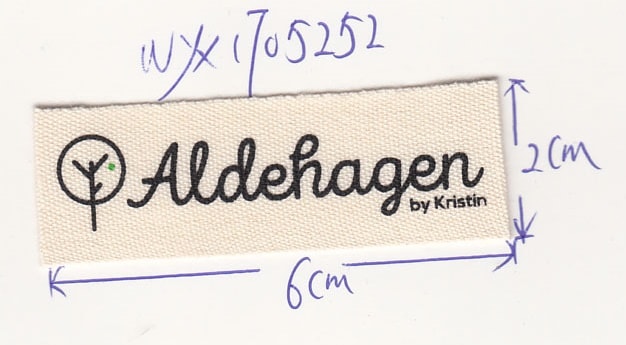 wyx1705252
Aldehagen
by Kristin
2cm
6cm